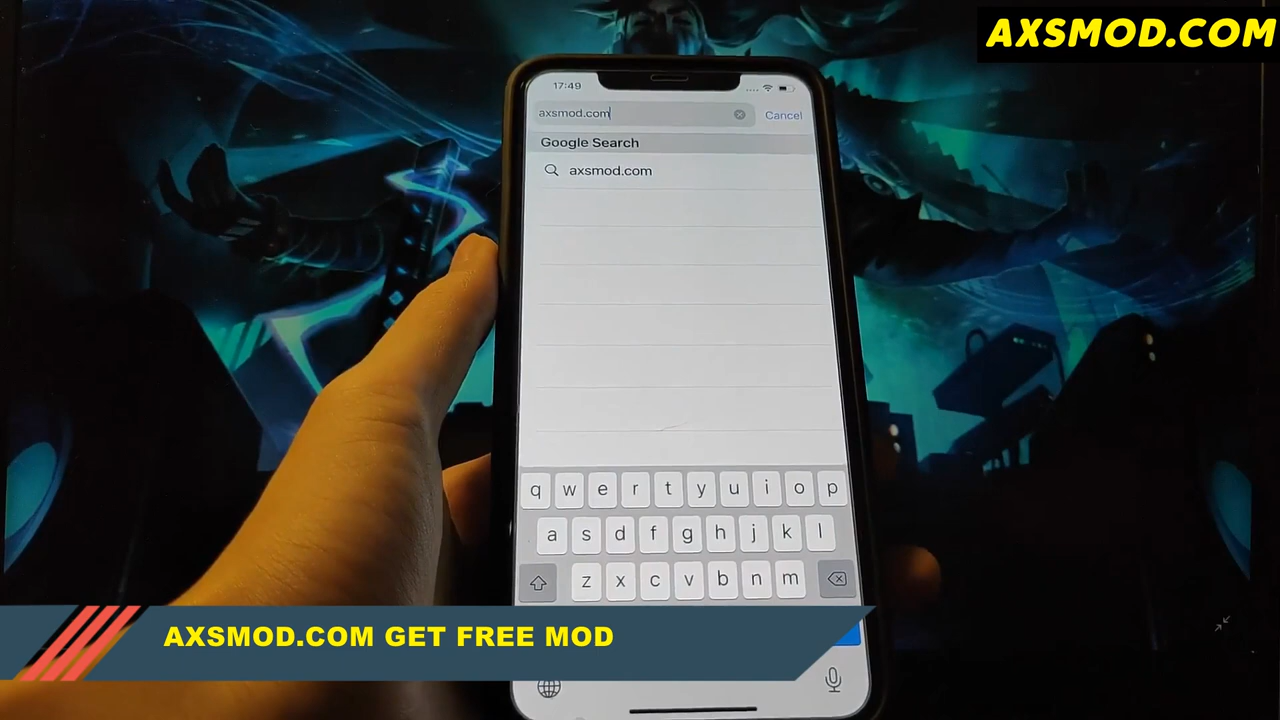 AXSMOD.COM
17:49
axsmod.com
Cancel
Google Search
axsmod.com
q w e r t y u i o p
a s d f g h j k l
z x c v b n m
AXSMOD.COM GET FREE MOD